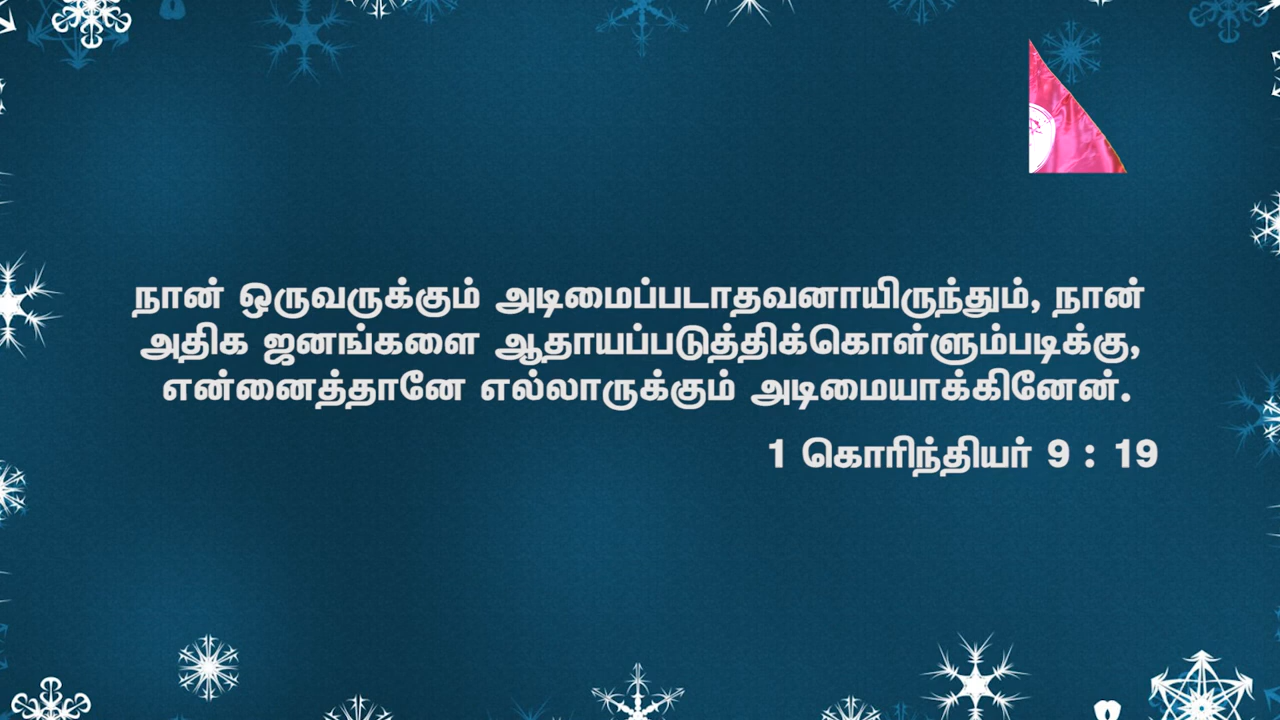 நான் ஒருவருக்கும் அடிமைப்படாதவனாயிருந்தும், நான்
அதிக ஜனங்களை ஆதாயப்படுத்திக்கொள்ளும்படிக்கு,
என்னைத்தானே எல்லாருக்கும் அடிமையாக்கினேன்.
1 கொரிந்தியர் 9 : 19